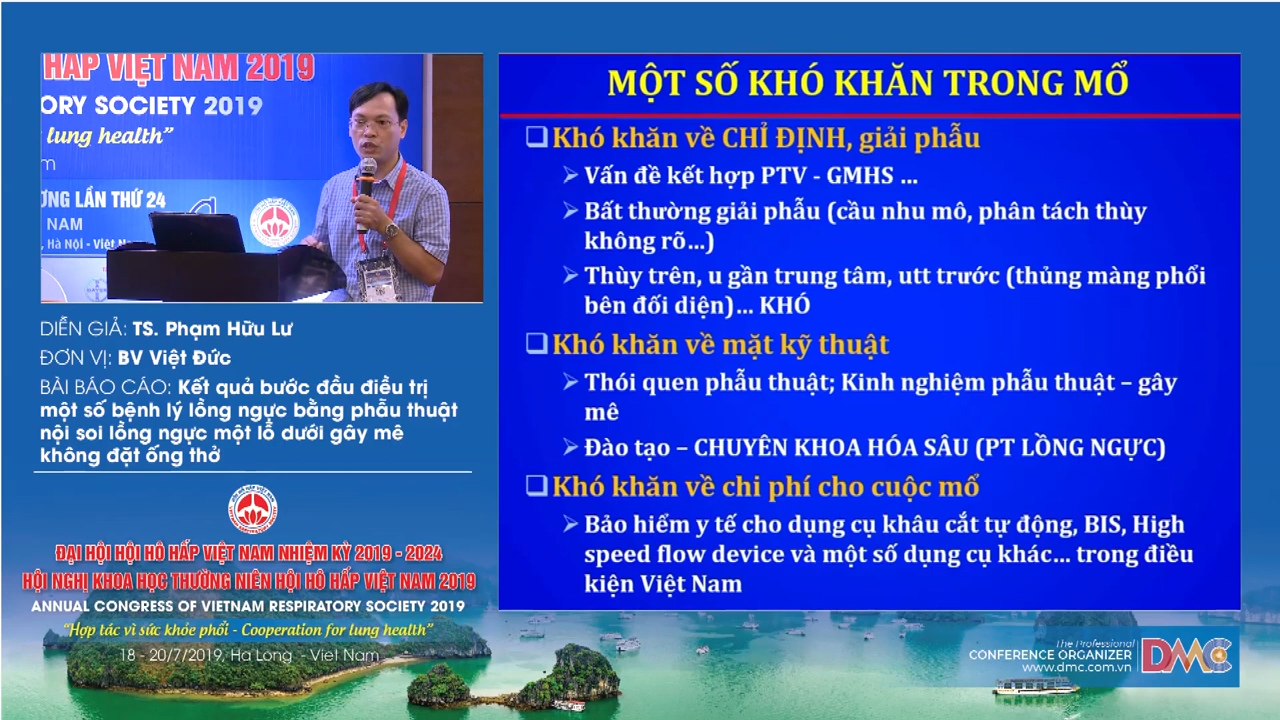 HẤP VIỆT NAM 2019
ORY SOCIETY 2019
lung health”
m
ƠNG LẦN THỨ 24
NAM
, Hà Nội - Việt
DIỄN GIẢ: TS. Phạm Hữu Lư
ĐƠN VỊ: BV Việt Đức
BÀI BÁO CÁO: Kết quả bước đầu điều trị
một số bệnh lý lồng ngực bằng phẫu thuật
nội soi lồng ngực một lỗ dưới gây mê
không đặt ống thở
ĐẠI HỘI HỘI HÔ HẤP VIỆT NAM NHIỆM KỲ 2019 - 2024
HỘI NGHỊ KHOA HỌC THƯỜNG NIÊN HỘI HÔ HẤP VIỆT NAM 2019
ANNUAL CONGRESS OF VIETNAM RESPIRATORY SOCIETY 2019
“Hợp tác vì sức khỏe phổi - Cooperation for lung health”
18 - 20/7/2019, Ha Long - Viet Nam
MỘT SỐ KHÓ KHĂN TRONG MỔ
Khó khăn về CHỈ ĐỊNH, giải phẫu
Vấn đề kết hợp PTV - GMHS ...
Bất thường giải phẫu (cầu nhu mô, phân tách thùy
không rõ...)
Thùy trên, u gần trung tâm, utt trước (thủng màng phổi
bên đối diện)... KHÓ
Khó khăn về mặt kỹ thuật
Thói quen phẫu thuật; Kinh nghiệm phẫu thuật – gây
mê
Đào tạo – CHUYÊN KHOA HÓA SÂU (PT LỒNG NGỰC)
Khó khăn về chi phí cho cuộc mổ
Bảo hiểm y tế cho dụng cụ khâu cắt tự động, BIS, High
speed flow device và một số dụng cụ khác... trong điều
kiện Việt Nam
The Professional
CONFERENCE ORGANIZER
www.dmc.com.vn
DMC